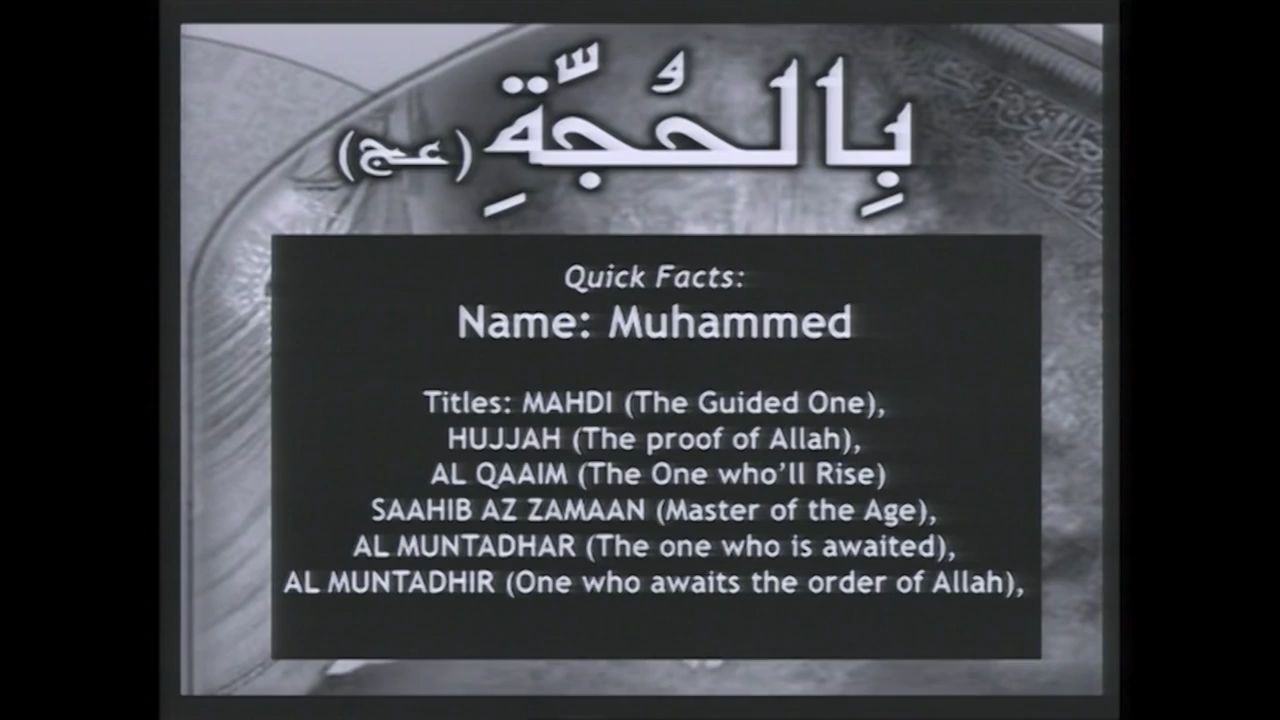 بِالْحُجَّةِ (عج)
Quick Facts:
Name: Muhammed
Titles: MAHDI (The Guided One),
HUJJAH (The proof of Allah),
AL QAAIM (The One who'll Rise)
SAAHIB AZ ZAMAAN (Master of the Age),
AL MUNTADHAR (The one who is awaited),
AL MUNTADHIR (One who awaits the order of Allah),